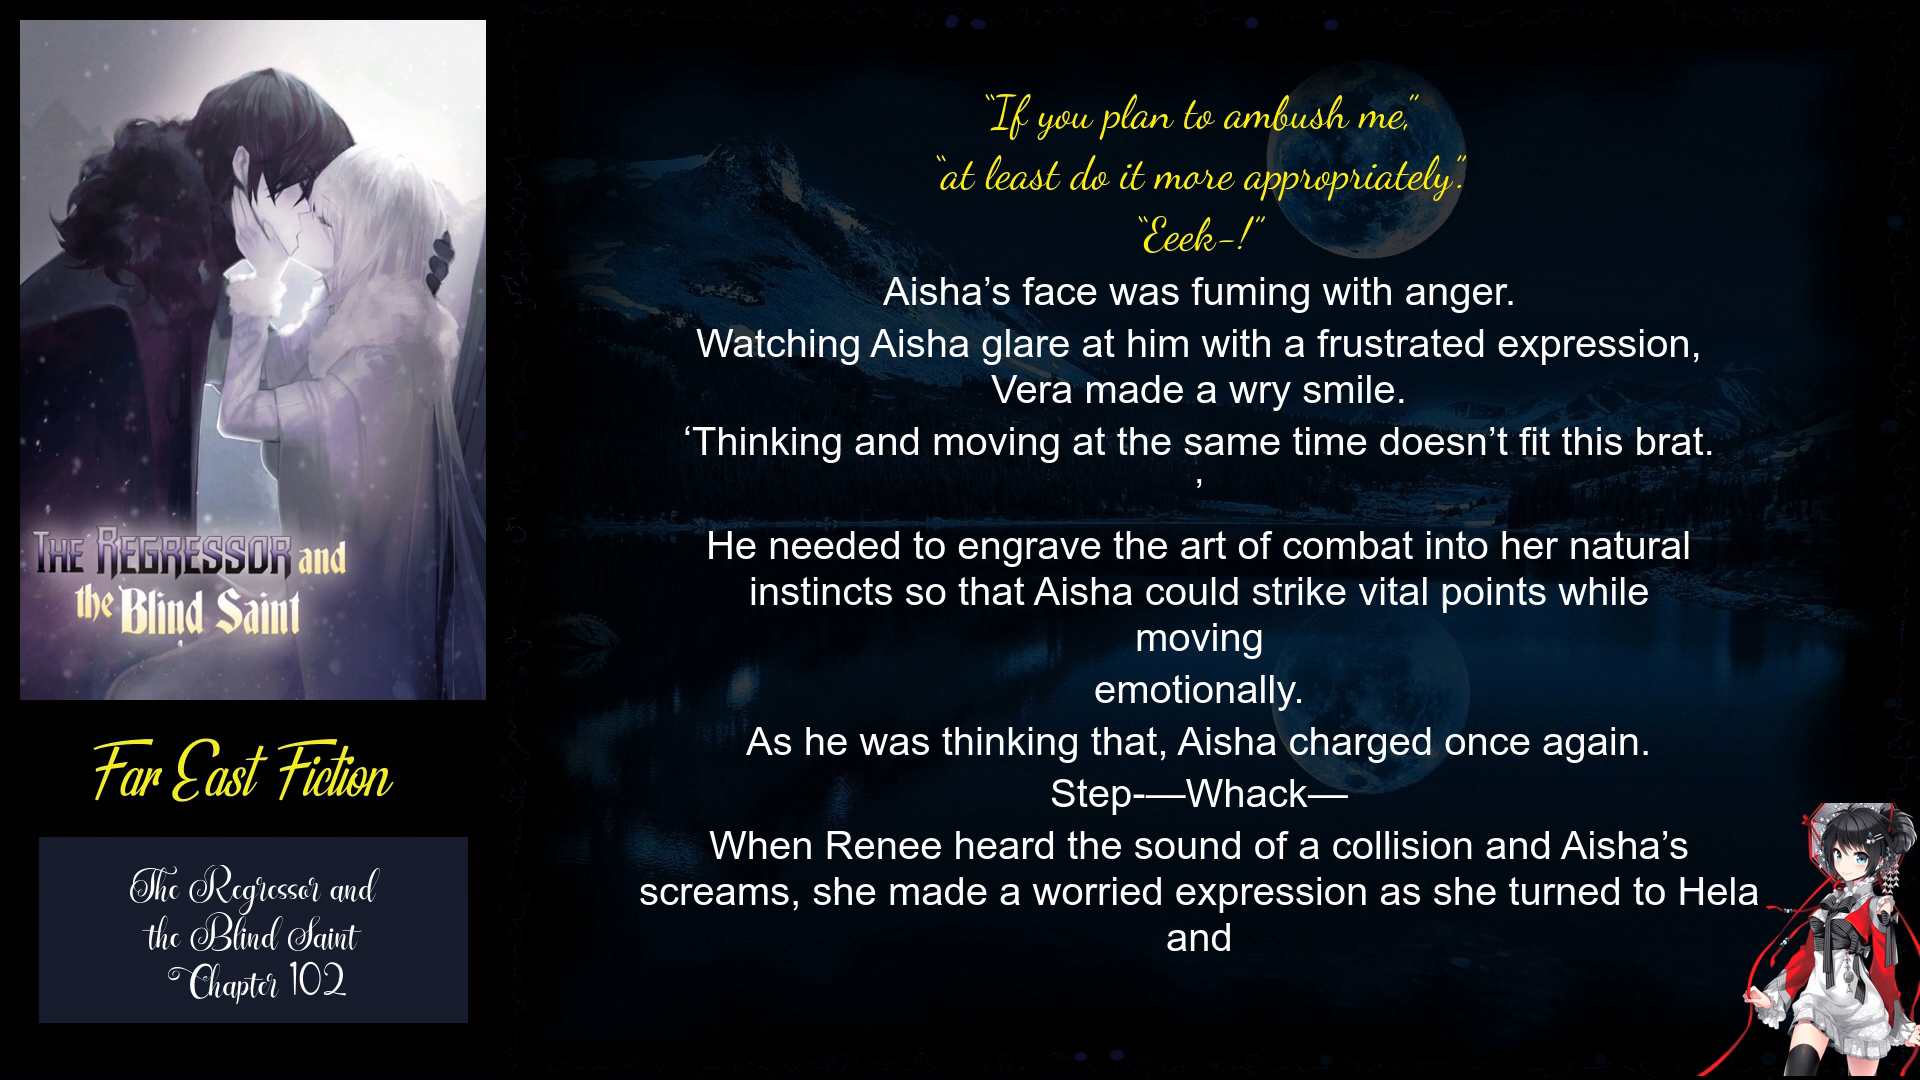 THE REGRESSOR and
the Blind Saint
Far East Fiction
The Regressor and
the Blind Saint
Chapter 102
“If you plan to ambush me,”
“at least do it more appropriately”.
“Eeek-!”
Aisha’s face was fuming with anger.
Watching Aisha glare at him with a frustrated expression,
Vera made a wry smile.
‘Thinking and moving at the same time doesn’t fit this brat.
’
He needed to engrave the art of combat into her natural
instincts so that Aisha could strike vital points while
moving
emotionally.
As he was thinking that, Aisha charged once again.
Step-—Whack—
When Renee heard the sound of a collision and Aisha’s
screams, she made a worried expression as she turned to Hela
and